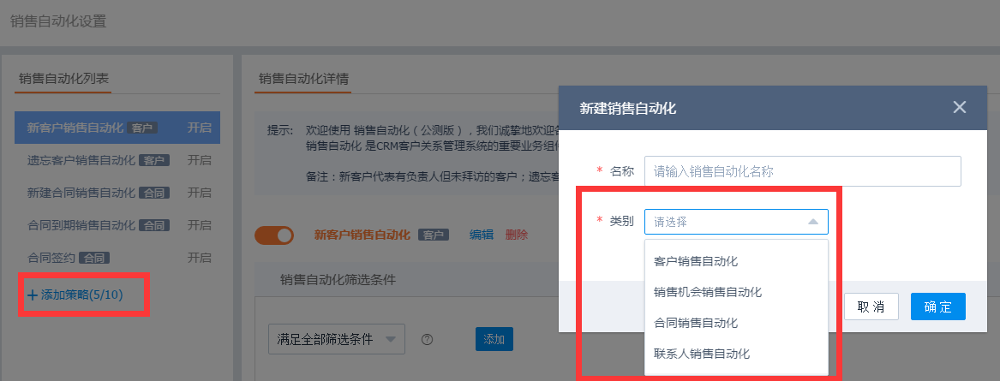 销售自动化设置
销售自动化列表
新客户销售自动化 客户 开启
遗忘客户销售自动化 客户 开启
新建合同销售自动化 合同 开启
合同到期销售自动化 合同 开启
合同签约 合同 开启
+添加策略(5/10)
销售自动化详情
提示: 欢迎使用 销售自动化（公测版），我们诚挚地欢迎
销售自动化 是CRM客户关系管理系统的重要业务组
备注：新客户代表有负责人但未拜访的客户；遗忘客
新客户销售自动化 客户 编辑 删除
销售自动化筛选条件
满足全部筛选条件 ? 添加
新建销售自动化
* 名称 请输入销售自动化名称
* 类别 请选择
客户销售自动化
销售机会销售自动化
合同销售自动化
联系人销售自动化
取消 确定